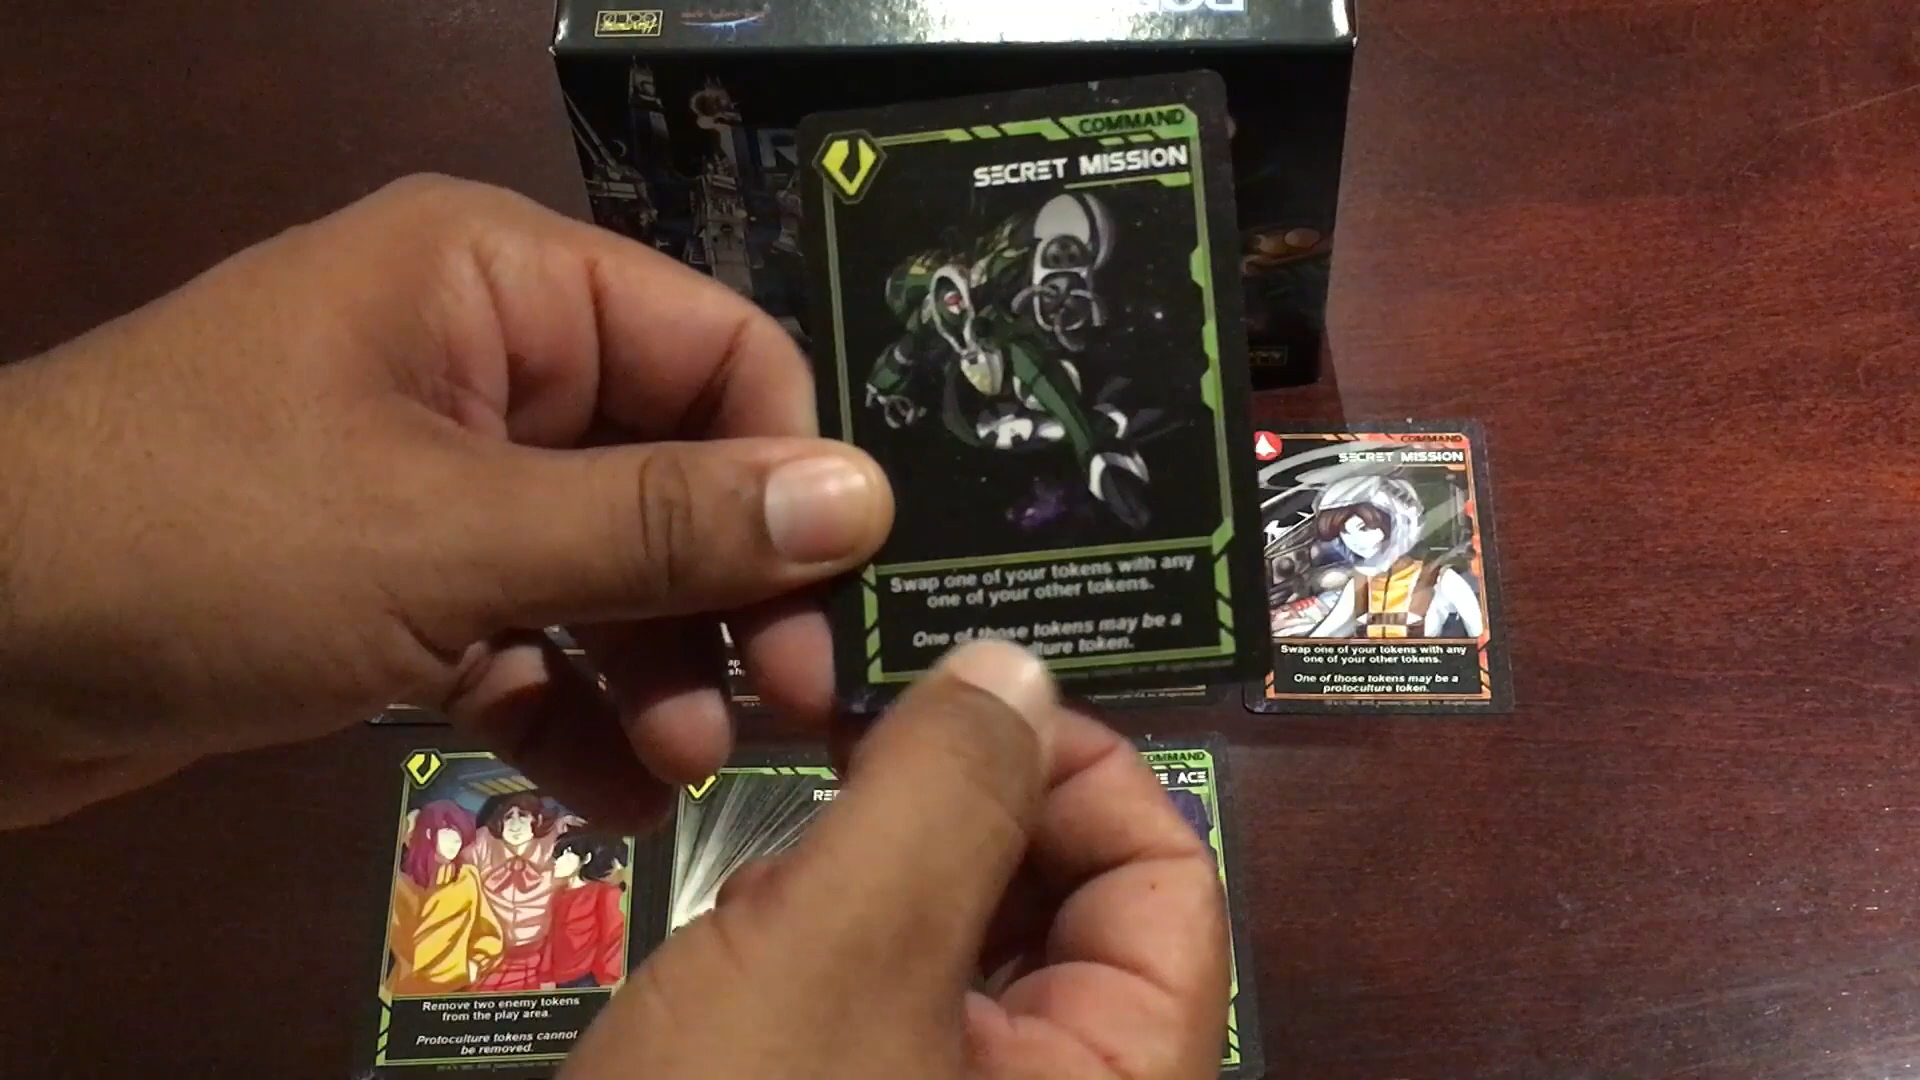 COMMAND
SECRET MISSION
Swap one of your tokens with any
one of your other tokens.
One of those tokens may be a
token.
COMMAND
SECRET MISSION
Swap one of your tokens with any
one of your other tokens.
One of those tokens may be a
protoculture token.
COMMAND
ACE
Remove two enemy tokens
from the play area.
Protoculture tokens cannot
be removed.